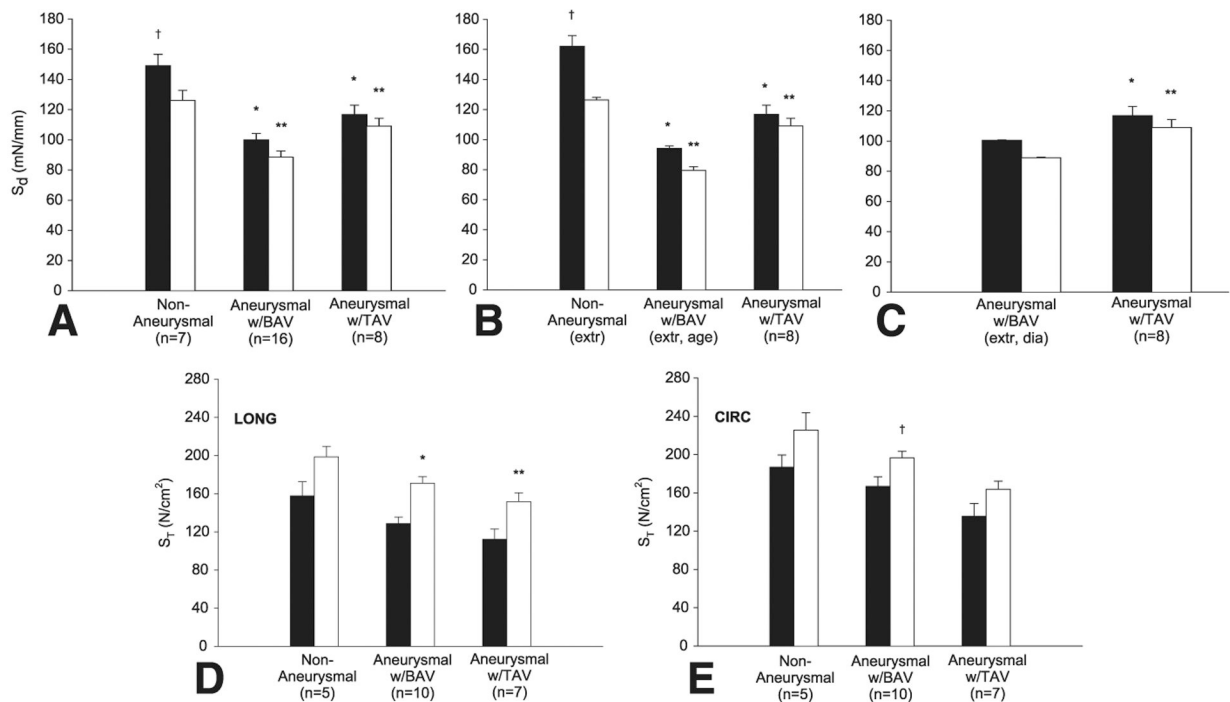 180
160
140
120
100
80
60
40
20
0
S_d (mN/mm)
†
*
**
*
**
A
Non-
Aneurysmal
(n=7)
Aneurysmal
w/BAV
(n=16)
Aneurysmal
w/TAV
(n=8)
180
160
140
120
100
80
60
40
20
0
†
*
**
*
**
B
Non-
Aneurysmal
(extr)
Aneurysmal
w/BAV
(extr, age)
Aneurysmal
w/TAV
(n=8)
180
160
140
120
100
80
60
40
20
0
*
**
C
Aneurysmal
w/BAV
(extr, dia)
Aneurysmal
w/TAV
(n=8)
280
240
200
160
120
80
40
0
S_T (N/cm²)
LONG
*
**
D
Non-
Aneurysmal
(n=5)
Aneurysmal
w/BAV
(n=10)
Aneurysmal
w/TAV
(n=7)
280
240
200
160
120
80
40
0
S_T (N/cm²)
CIRC
†
E
Non-
Aneurysmal
(n=5)
Aneurysmal
w/BAV
(n=10)
Aneurysmal
w/TAV
(n=7)